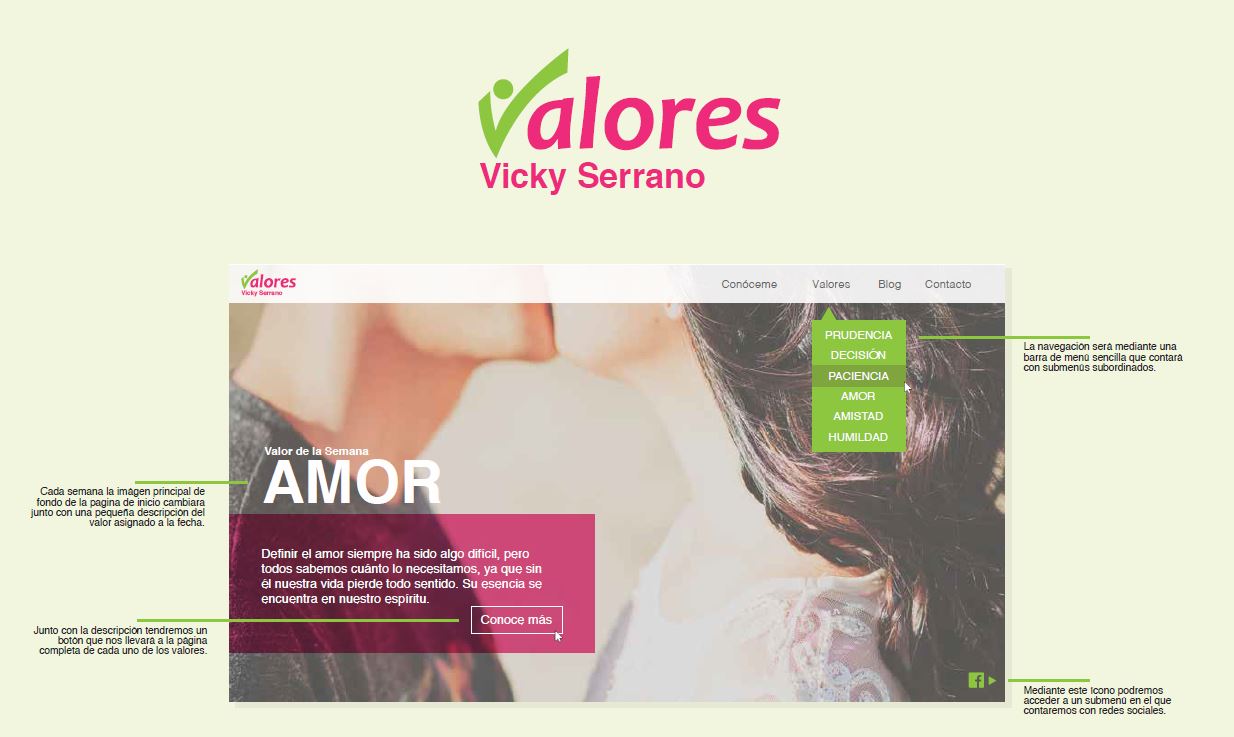 Valores
Vicky Serrano
Valores
Vicky Serrano
Conóceme Valores Blog Contacto
PRUDENCIA
DECISIÓN
PACIENCIA
AMOR
AMISTAD
HUMILDAD
La navegación será mediante una
barra de menú sencilla que contará
con submenús subordinados.
Valor de la Semana
AMOR
Cada semana la imágen principal de
fondo de la pagina de inicio cambiara
junto con una pequeña descripción del
valor asignado a la fecha.
Definir el amor siempre ha sido algo difícil, pero
todos sabemos cuánto lo necesitamos, ya que sin
él nuestra vida pierde todo sentido. Su esencia se
encuentra en nuestro espíritu.
Conoce más
Junto con la descripción tendremos un
botón que nos llevará a la página
completa de cada uno de los valores.
Mediante este ícono podremos
acceder a un submenú en el que
contaremos con redes sociales.